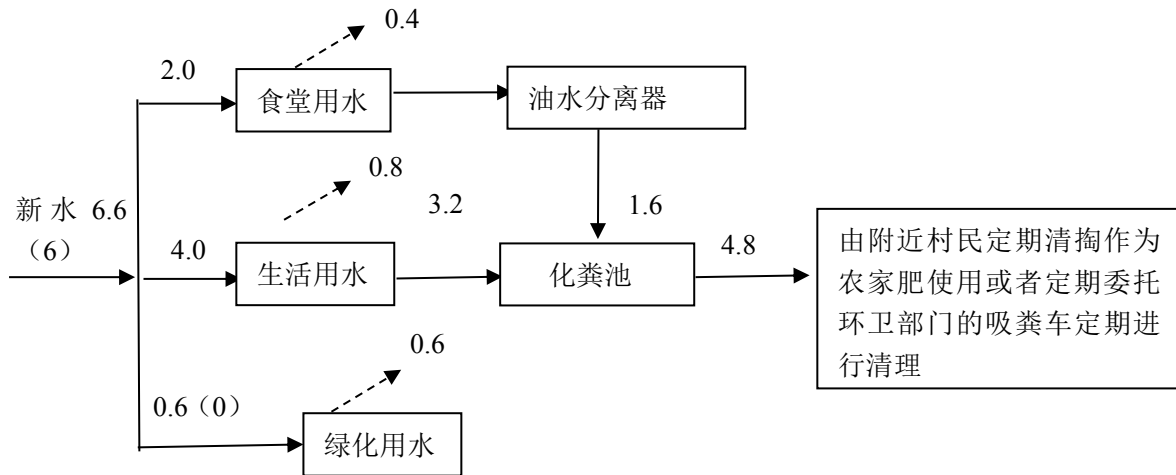 0.4
2.0
食堂用水
油水分离器
0.8
3.2
1.6
新水 6.6
（6）
4.0
生活用水
化粪池
4.8
由附近村民定期清掏作为
农家肥使用或者定期委托
环卫部门的吸粪车定期进
行清理
0.6
0.6（0）
绿化用水